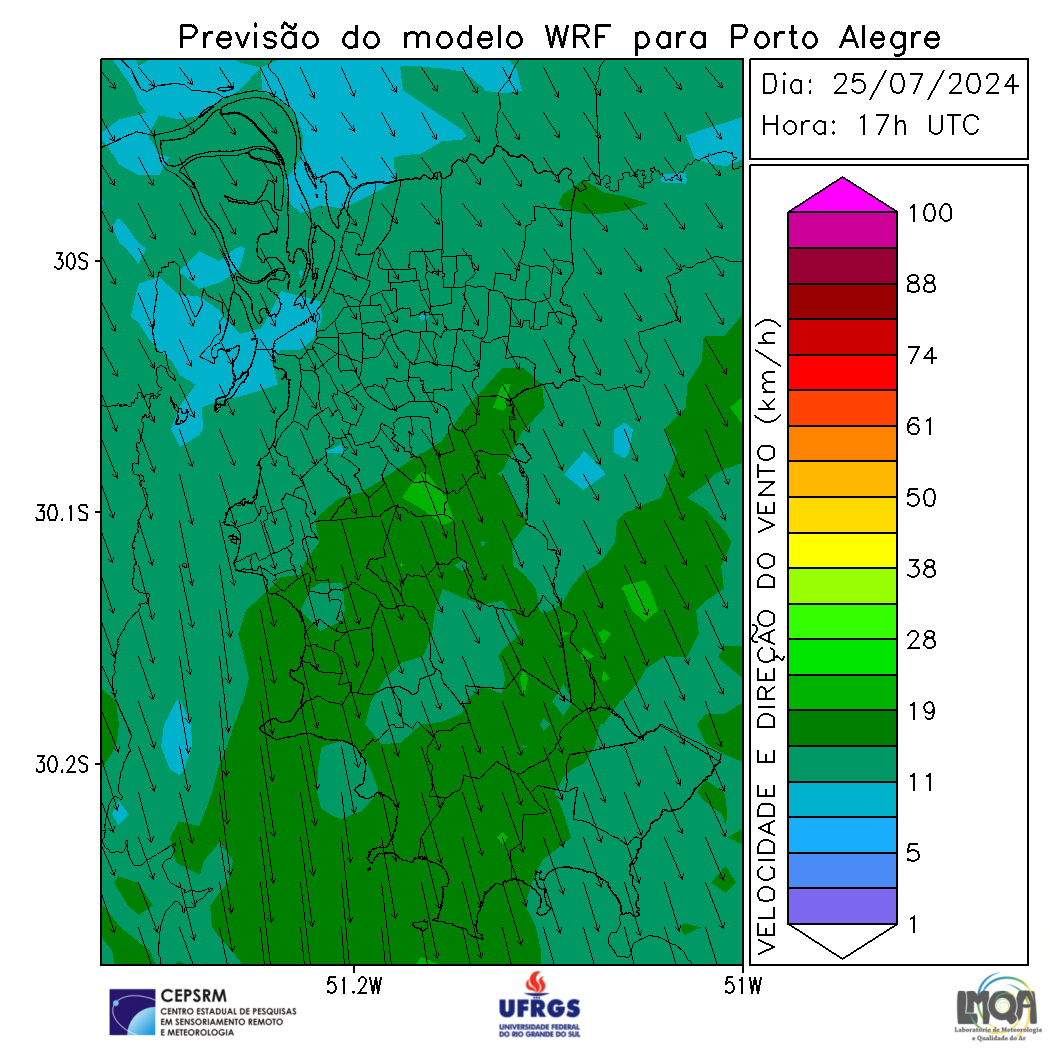 Previsão do modelo WRF para Porto Alegre
Dia: 25/07/2024
Hora: 17h UTC
30S
30.1S
30.2S
51.2W
51W
VELOCIDADE E DIREÇÃO DO VENTO (km/h)
100
88
74
61
50
38
28
19
11
5
1
CEPSRM
CENTRO ESTADUAL DE PESQUISAS
EM SENSORIAMENTO REMOTO
E METEOROLOGIA
UFRGS
UNIVERSIDADE FEDERAL
DO RIO GRANDE DO SUL
LMQA
Laboratório de Meteorologia
e Qualidade do Ar